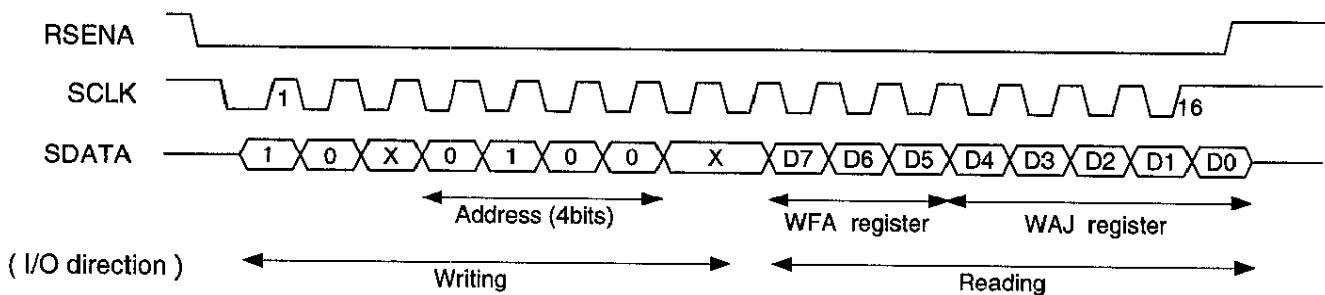 RSENA
SCLK 1 16
SDATA 1 0 X 0 1 0 0 X D7 D6 D5 D4 D3 D2 D1 D0
Address (4bits) WFA register WAJ register
( I/O direction ) Writing Reading